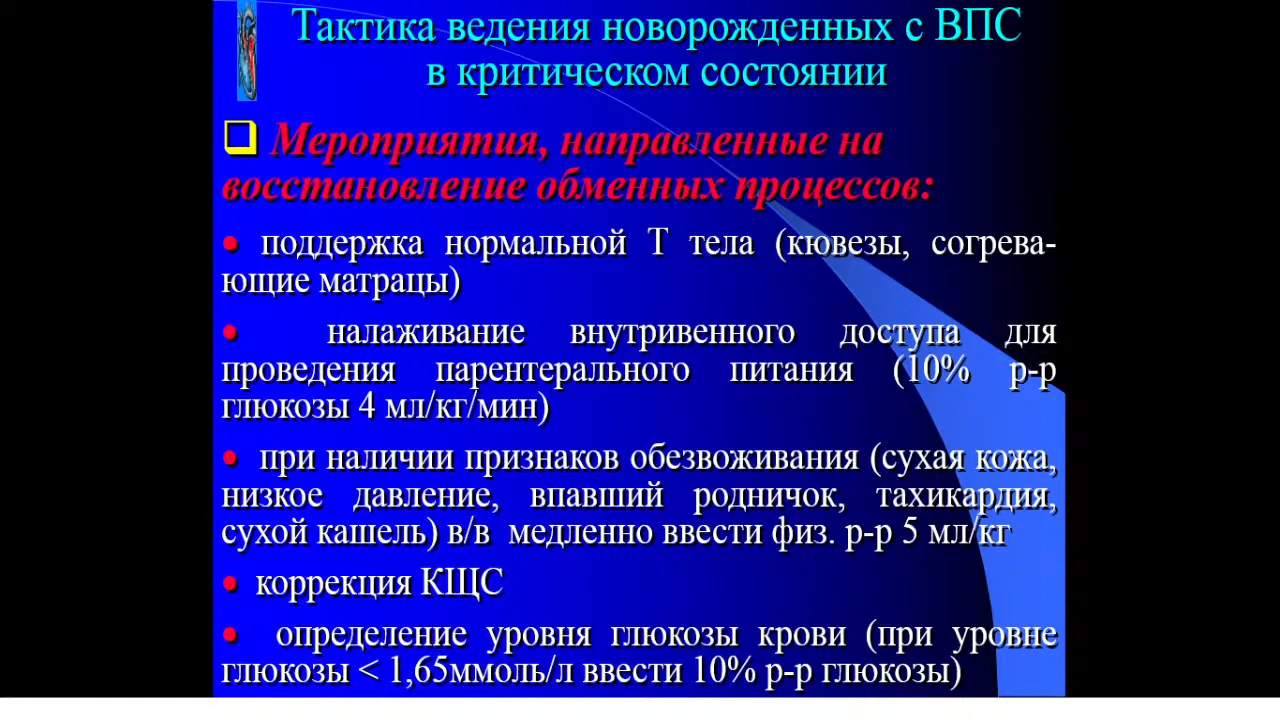 Тактика ведения новорожденных с ВПС
в критическом состоянии
Мероприятия, направленные на
восстановление обменных процессов:
• поддержка нормальной Т тела (кювезы, согрева-
ющие матрацы)
• налаживание внутривенного доступа для
проведения парентерального питания (10% р-р
глюкозы 4 мл/кг/мин)
• при наличии признаков обезвоживания (сухая кожа,
низкое давление, впавший родничок, тахикардия,
сухой кашель) в/в медленно ввести физ. р-р 5 мл/кг
• коррекция КЩС
• определение уровня глюкозы крови (при уровне
глюкозы < 1,65ммоль/л ввести 10% р-р глюкозы)